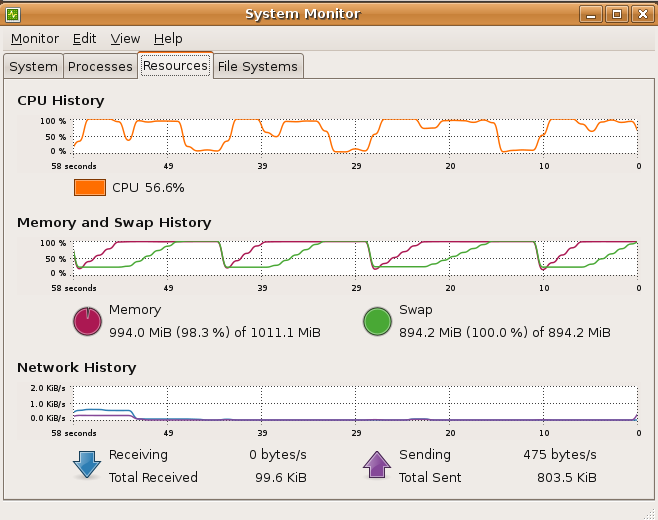 System Monitor
Monitor Edit View Help
System Processes Resources File Systems
CPU History
100 %
50 %
0 %
58 seconds 49 39 29 20 10 0
CPU 56.6%
Memory and Swap History
100 %
50 %
0 %
58 seconds 49 39 29 20 10 0
Memory Swap
994.0 MiB (98.3 %) of 1011.1 MiB 894.2 MiB (100.0 %) of 894.2 MiB
Network History
2.0 KiB/s
1.0 KiB/s
0.0 KiB/s
58 seconds 49 39 29 20 10 0
Receiving 0 bytes/s Sending 475 bytes/s
Total Received 99.6 KiB Total Sent 803.5 KiB